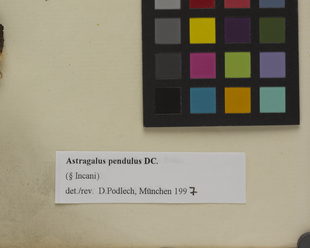 Astragalus pendulus DC.
(§ Incani)
det./rev. D.Podlech, München 1997